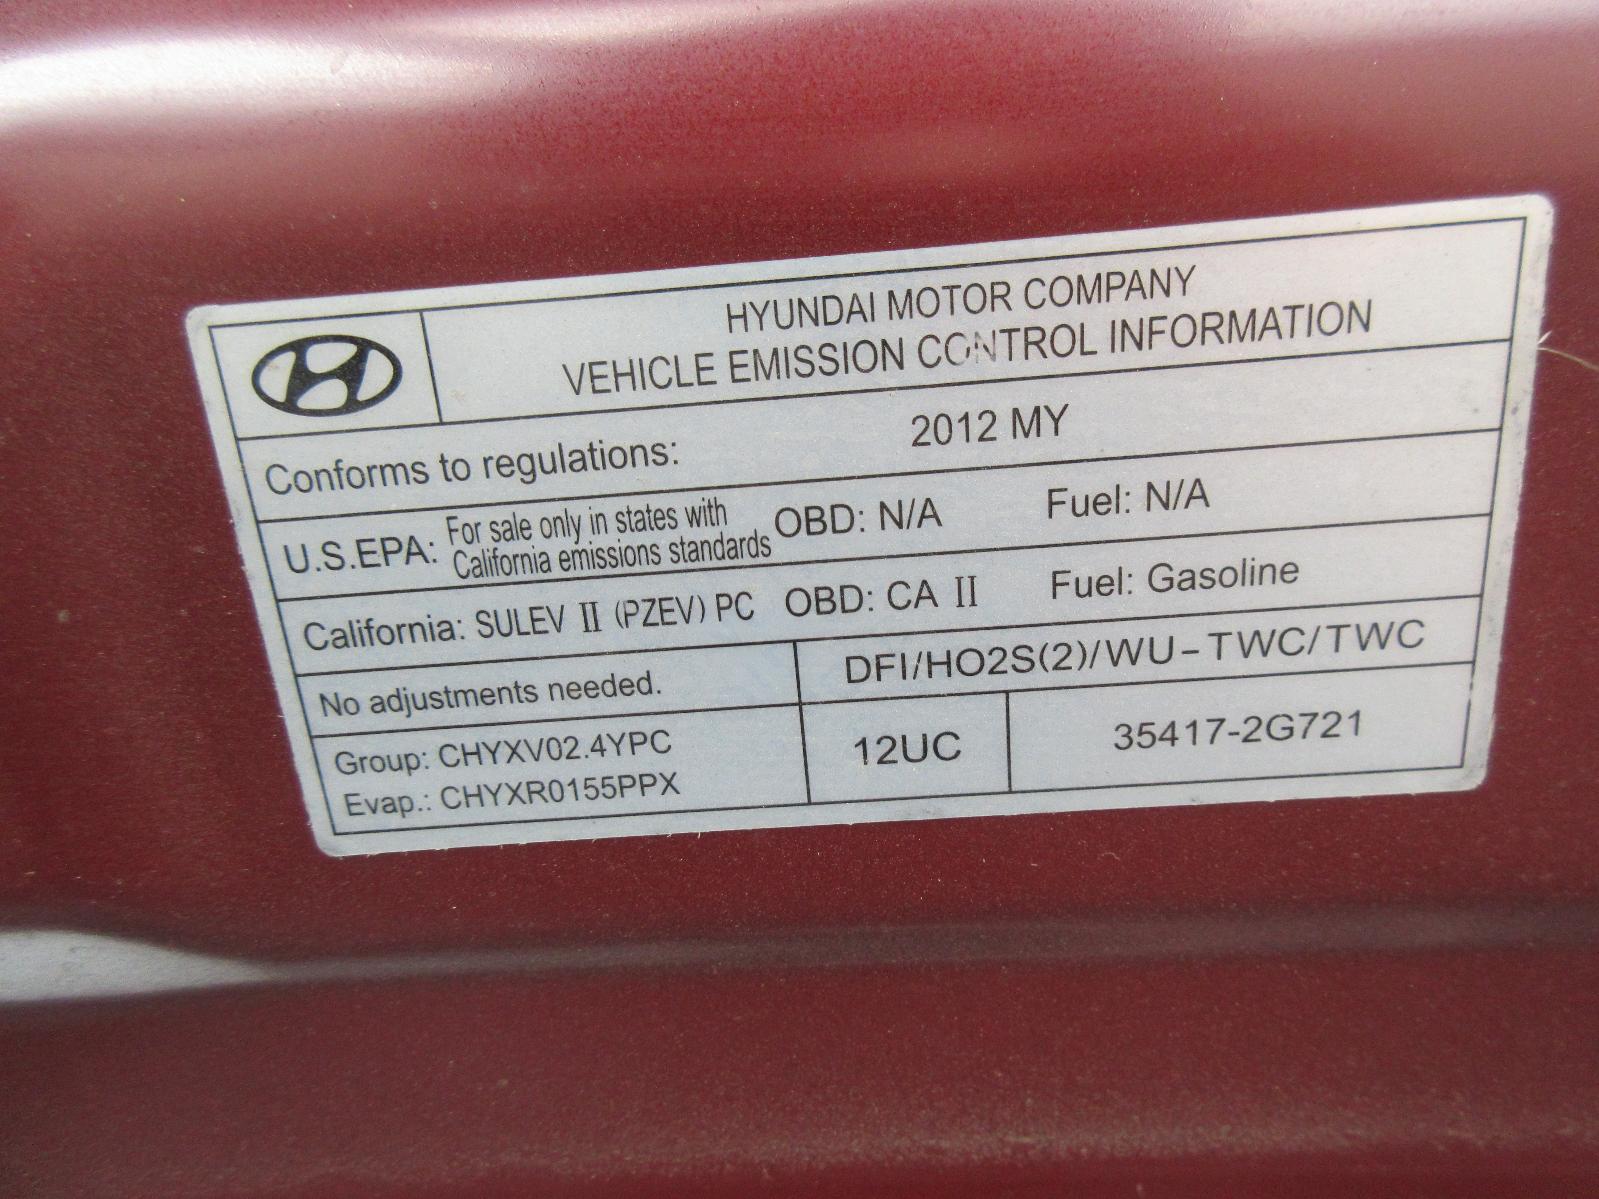 HYUNDAI MOTOR COMPANY
VEHICLE EMISSION CONTROL INFORMATION
Conforms to regulations: 2012 MY
U.S.EPA: For sale only in states with California emissions standards OBD: N/A Fuel: N/A
California: SULEV II (PZEV) PC OBD: CA II Fuel: Gasoline
No adjustments needed. DFI/HO2S(2)/WU-TWC/TWC
Group: CHYXV02.4YPC
Evap.: CHYXR0155PPX
12UC
35417-2G721